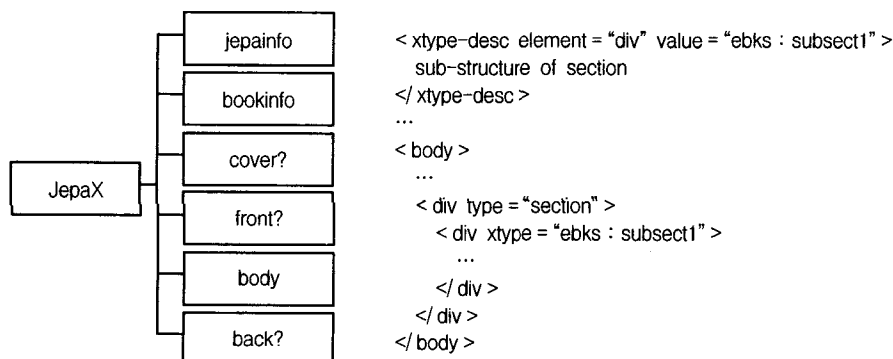 JepaX
jepainfo
bookinfo
cover?
front?
body
back?
< xtype-desc element = “div” value = “ebks : subsect1” >
sub-structure of section
</ xtype-desc >
…
< body >
…
< div type = “section” >
< div xtype = “ebks : subsect1” >
…
</ div >
</ div >
</ body >